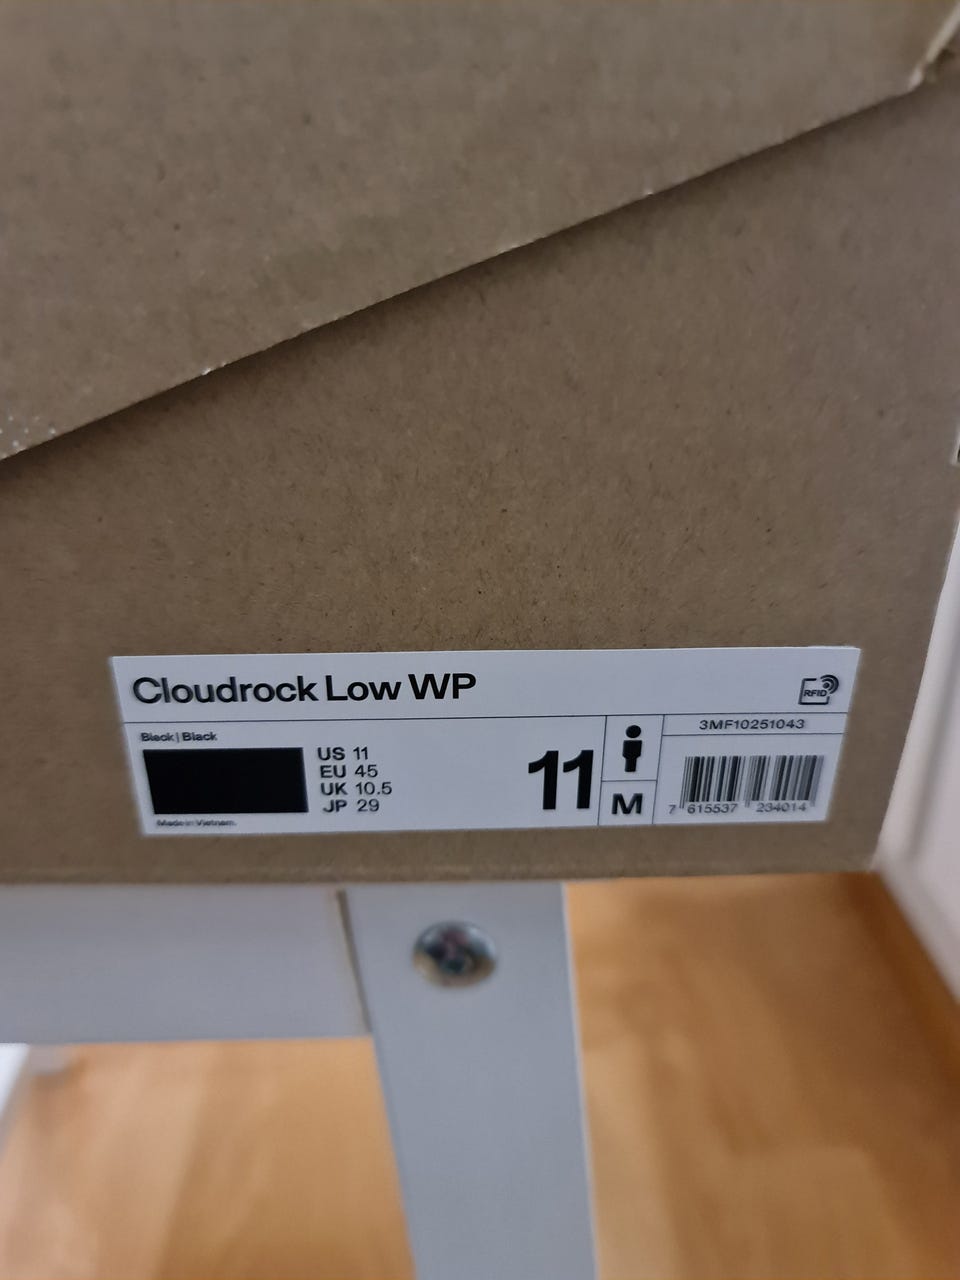 Cloudrock Low WP
RFID
Black | Black
US 11
EU 45
UK 10.5
JP 29
Made in Vietnam.
11
M
3MF10251043
7 615537 234014